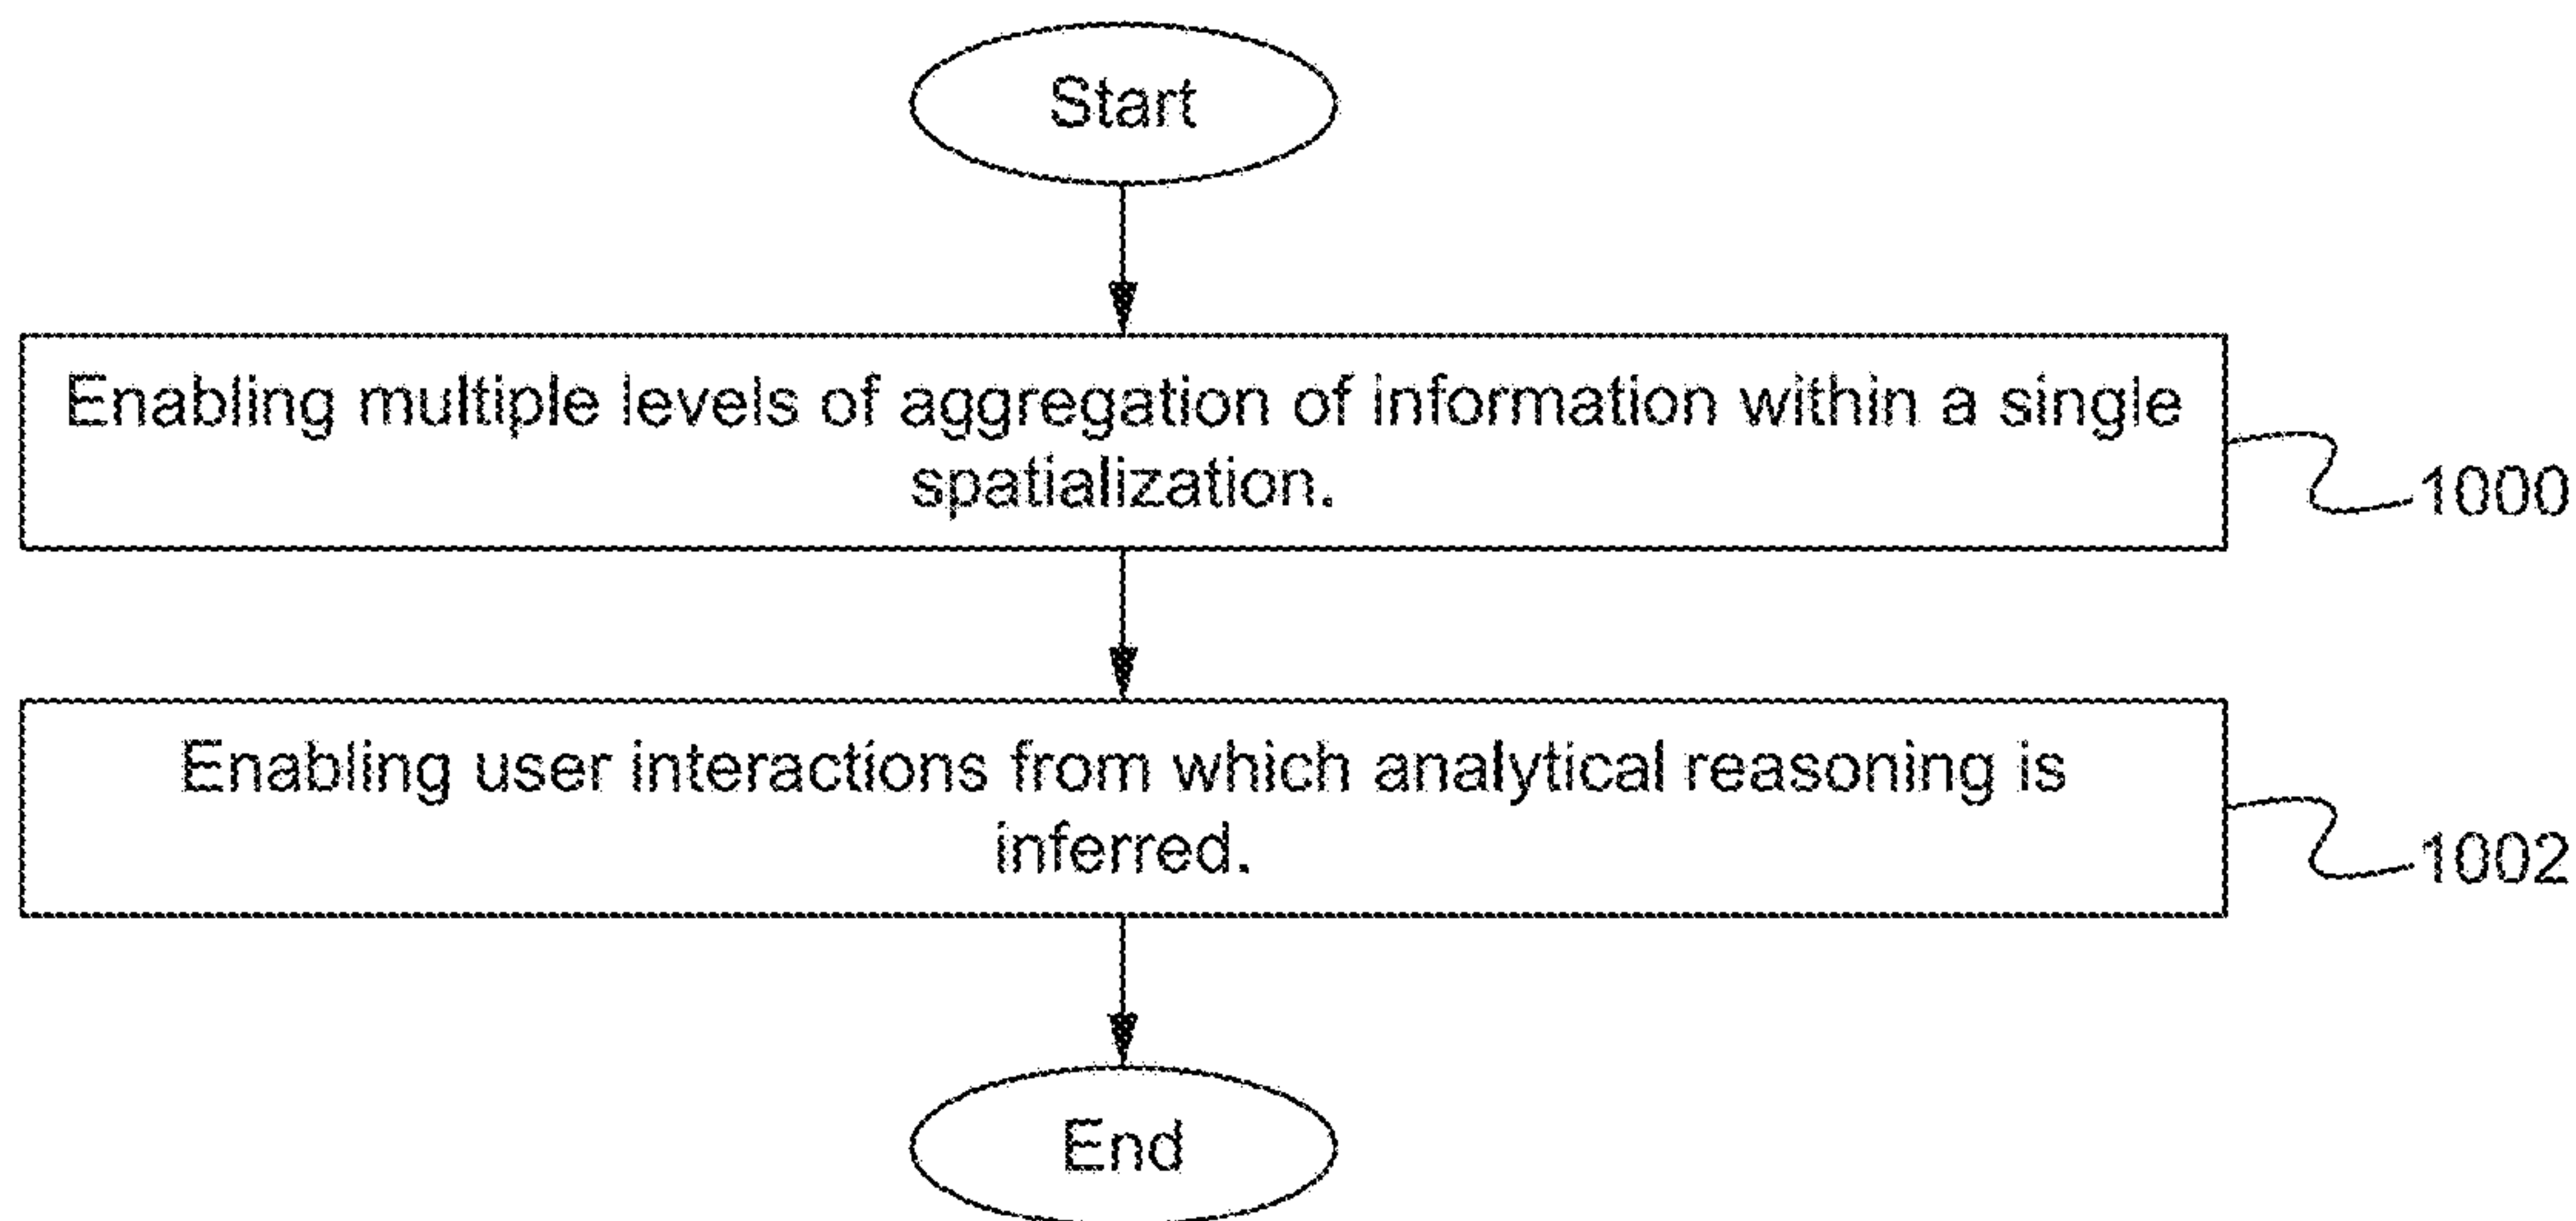 Start
Enabling multiple levels of aggregation of information within a single
spatialization.
1000
Enabling user interactions from which analytical reasoning is
inferred.
1002
End